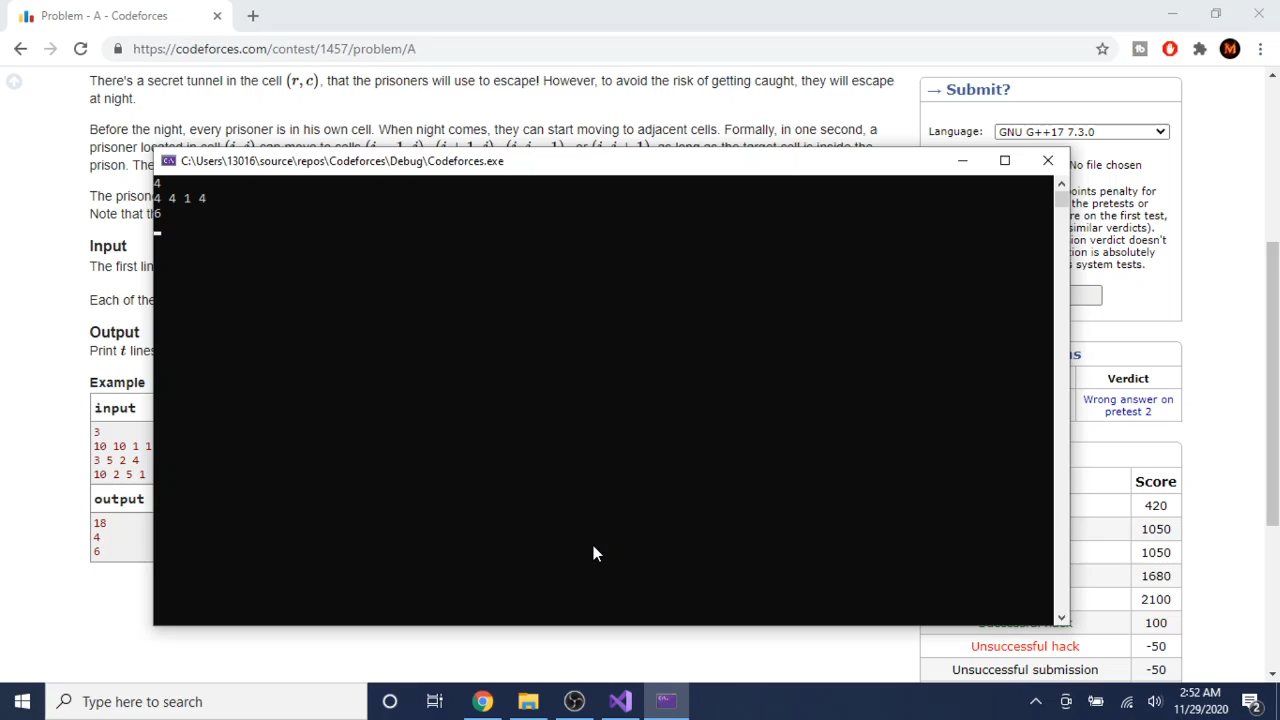 Problem - A - Codeforces
https://codeforces.com/contest/1457/problem/A
There's a secret tunnel in the cell (r, c), that the prisoners will use to escape! However, to avoid the risk of getting caught, they will escape
at night.
Before the night, every prisoner is in his own cell. When night comes, they can start moving to adjacent cells. Formally, in one second, a
prison. The
The prison
Note that th
Input
The first lin
Each of the
Output
Print t lines
Example
input
3
10 10 1 1
3 5 2 4
10 2 5 1
output
18
4
6
C:\Users\13016\source\repos\Codeforces\Debug\Codeforces.exe
4
4 4 1 4
6
→ Submit?
Language: GNU G++17 7.3.0
No file chosen
points penalty for
the pretests or
re on the first test,
similar verdicts).
ion verdict doesn't
tion is absolutely
s system tests.
Verdict
Wrong answer on
pretest 2
Score
420
1050
1050
1680
2100
100
Unsuccessful hack -50
Unsuccessful submission -50
Type here to search
2:52 AM
11/29/2020
2